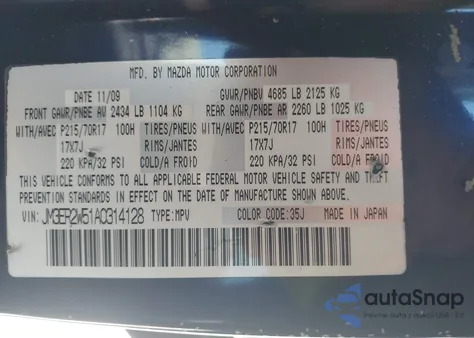 MFD. BY MAZDA MOTOR CORPORATION
DATE 11/09 GVWR/PNBV 4685 LB 2125 KG
FRONT GAWR/PNBE AV 2434 LB 1104 KG REAR GAWR/PNBE AR 2260 LB 1025 KG
WITH/AVEC P215/70R17 100H TIRES/PNEUS WITH/AVEC P215/70R17 100H TIRES/PNEUS
17X7J RIMS/JANTES 17X7J RIMS/JANTES
220 KPA/32 PSI COLD/A FROID 220 KPA/32 PSI COLD/A FROID
THIS VEHICLE CONFORMS TO ALL APPLICABLE FEDERAL MOTOR VEHICLE SAFETY AND THEFT
PREVENTION STANDARDS IN EFFECT ON THE DATE OF MANUFACTURE SHOWN ABOVE.
VIN: JM3ER2W51A0314128 TYPE:MPV COLOR CODE:35J MADE IN JAPAN
autoSnap